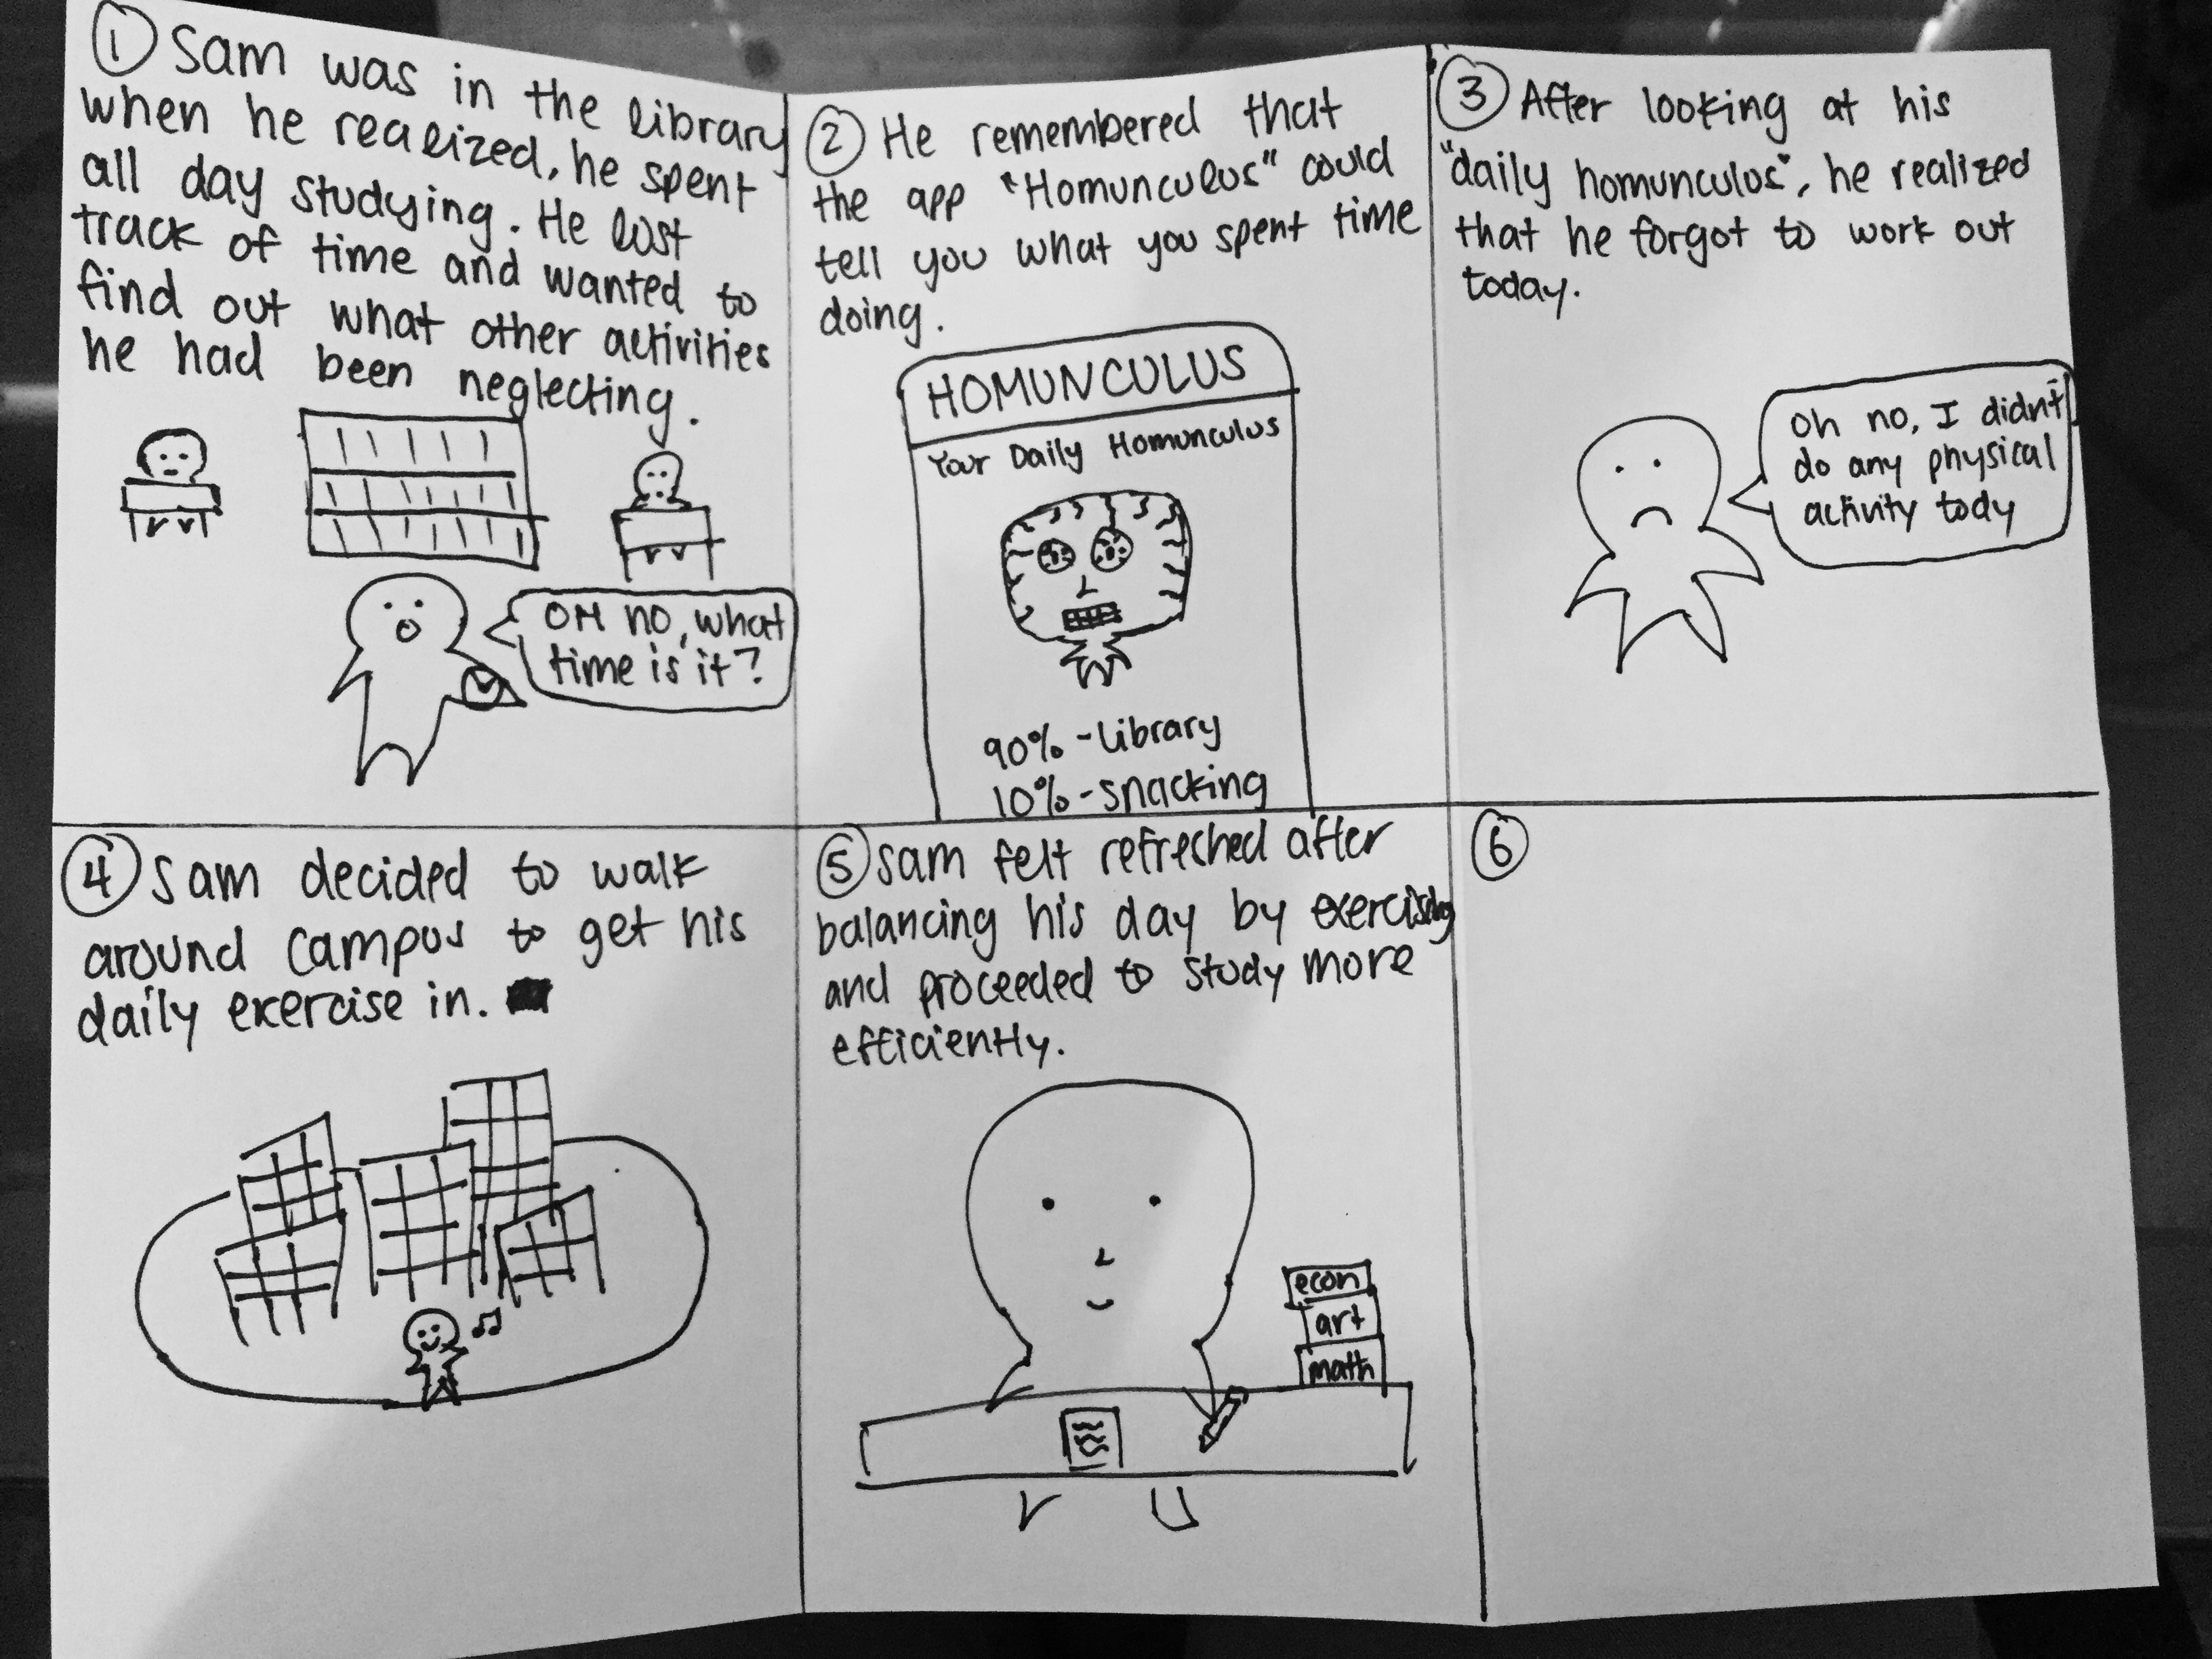 ① Sam was in the library
when he realized, he spent
all day studying. He lost
track of time and wanted to
find out what other activities
he had been neglecting.
OH no, what
time is it?
② He remembered that
the app "Homunculus" could
tell you what you spent time
doing.
HOMUNCULUS
Your Daily Homunculus
90% - Library
10% - snacking
③ After looking at his
"daily homunculus", he realized
that he forgot to work out
today.
Oh no, I didn't
do any physical
activity tody
④ Sam decided to walk
around campus to get his
daily exercise in.
⑤ Sam felt refreshed after
balancing his day by exercising
and proceeded to study more
efficiently.
econ
art
math
⑥